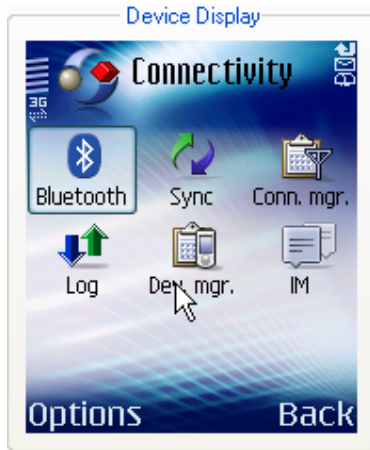 Device Display
Connectivity
3G
Bluetooth Sync Conn. mgr.
Log Dev. mgr. IM
Options Back